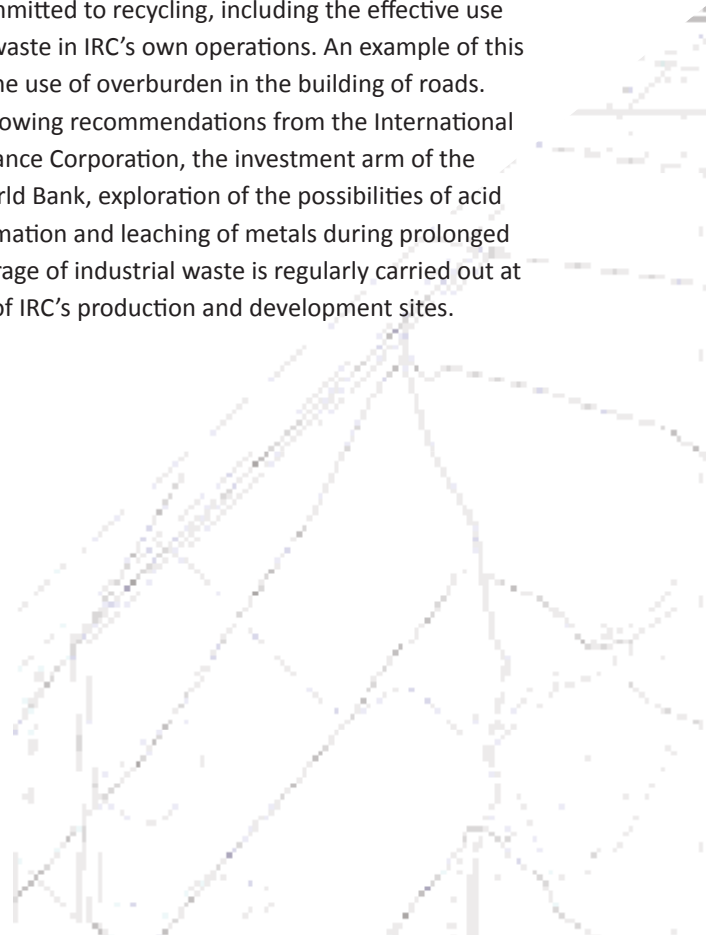 mmitted to recycling, including the effective use
waste in IRC's own operations. An example of this
he use of overburden in the building of roads.
owing recommendations from the International
ance Corporation, the investment arm of the
rld Bank, exploration of the possibilities of acid
mation and leaching of metals during prolonged
rage of industrial waste is regularly carried out at
of IRC's production and development sites.